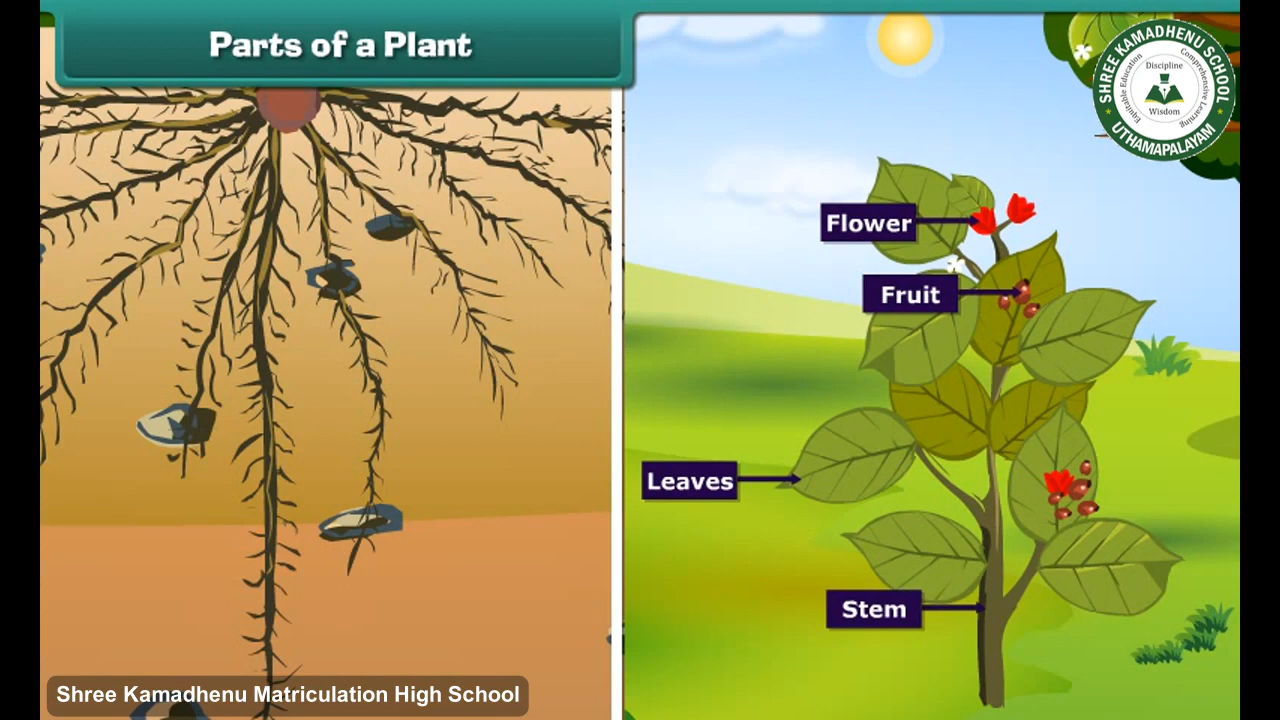 Parts of a Plant
SHREE KAMADHENU SCHOOL
Equitable Education
Comprehensive Learning
Discipline
Wisdom
UTHAMAPALAYAM
Flower
Fruit
Leaves
Stem
Shree Kamadhenu Matriculation High School